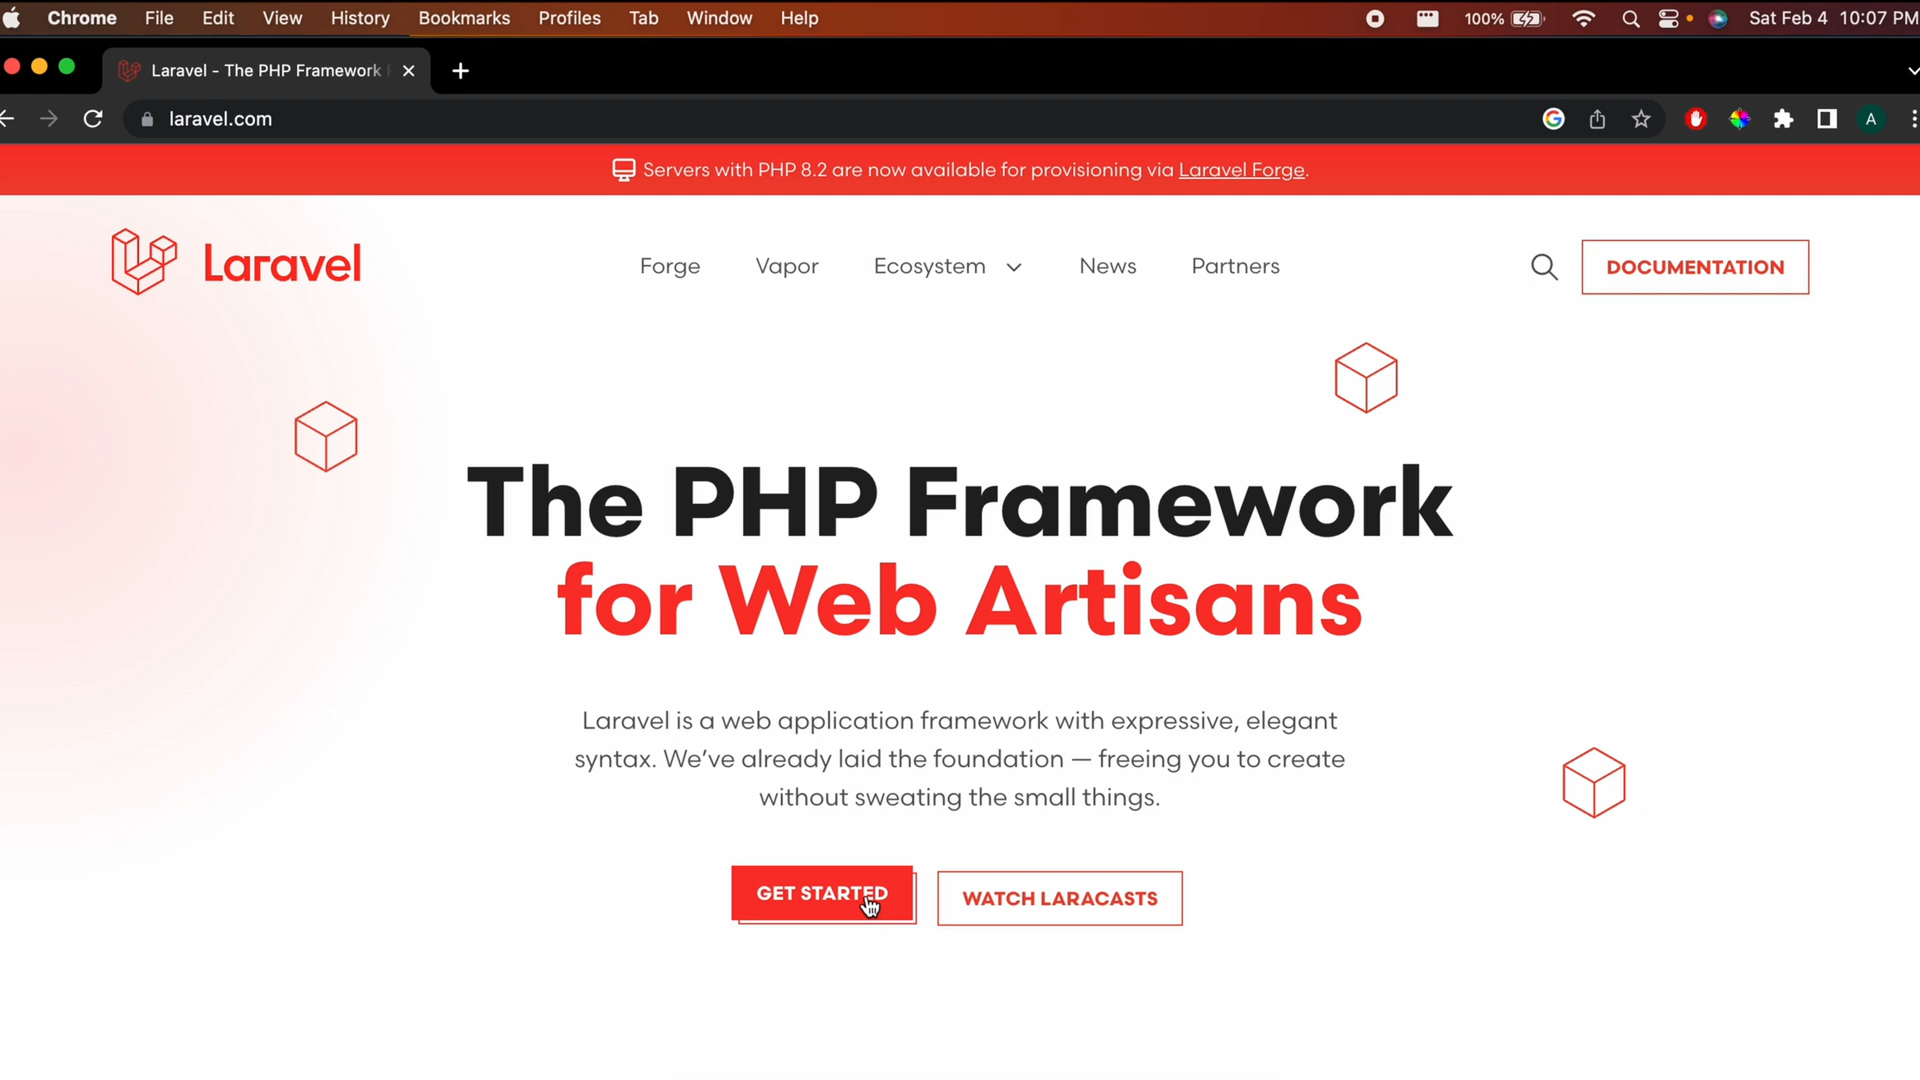 Chrome File Edit View History Bookmarks Profiles Tab Window Help 100% Sat Feb 4 10:07 PM
Laravel - The PHP Framework
laravel.com A
Servers with PHP 8.2 are now available for provisioning via Laravel Forge.
Laravel Forge Vapor Ecosystem News Partners DOCUMENTATION
The PHP Framework
for Web Artisans
Laravel is a web application framework with expressive, elegant
syntax. We’ve already laid the foundation — freeing you to create
without sweating the small things.
GET STARTED WATCH LARACASTS